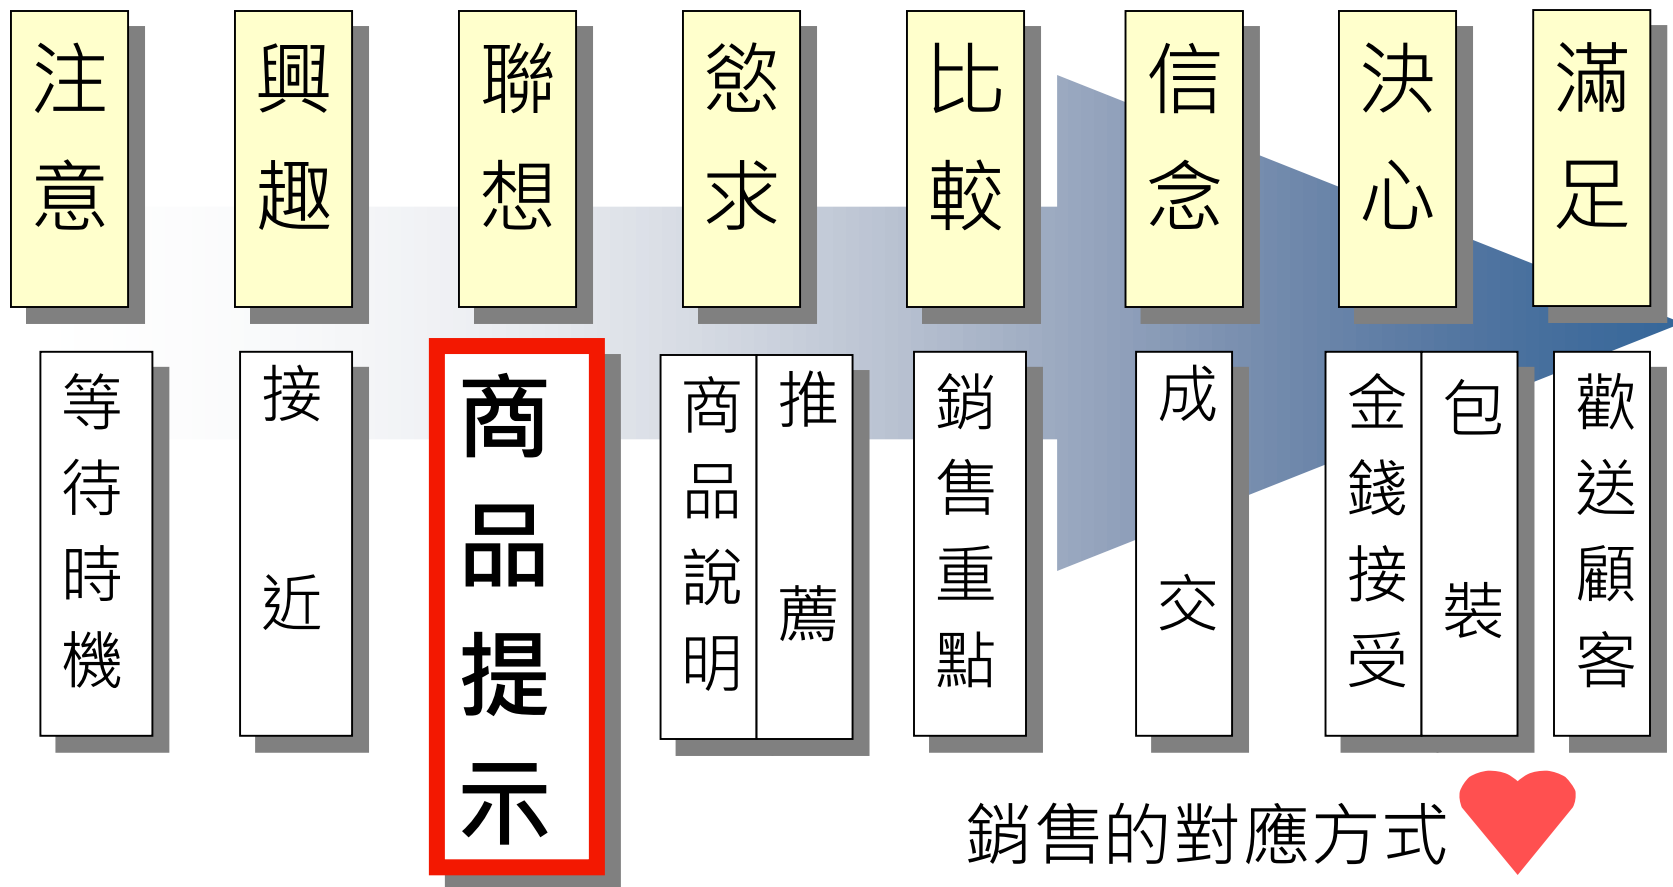 注意
興趣
聯想
慾求
比較
信念
決心
滿足
等待時機
接近
商品提示
商品說明
推薦
銷售重點
成交
金錢接受
包裝
歡送顧客
銷售的對應方式